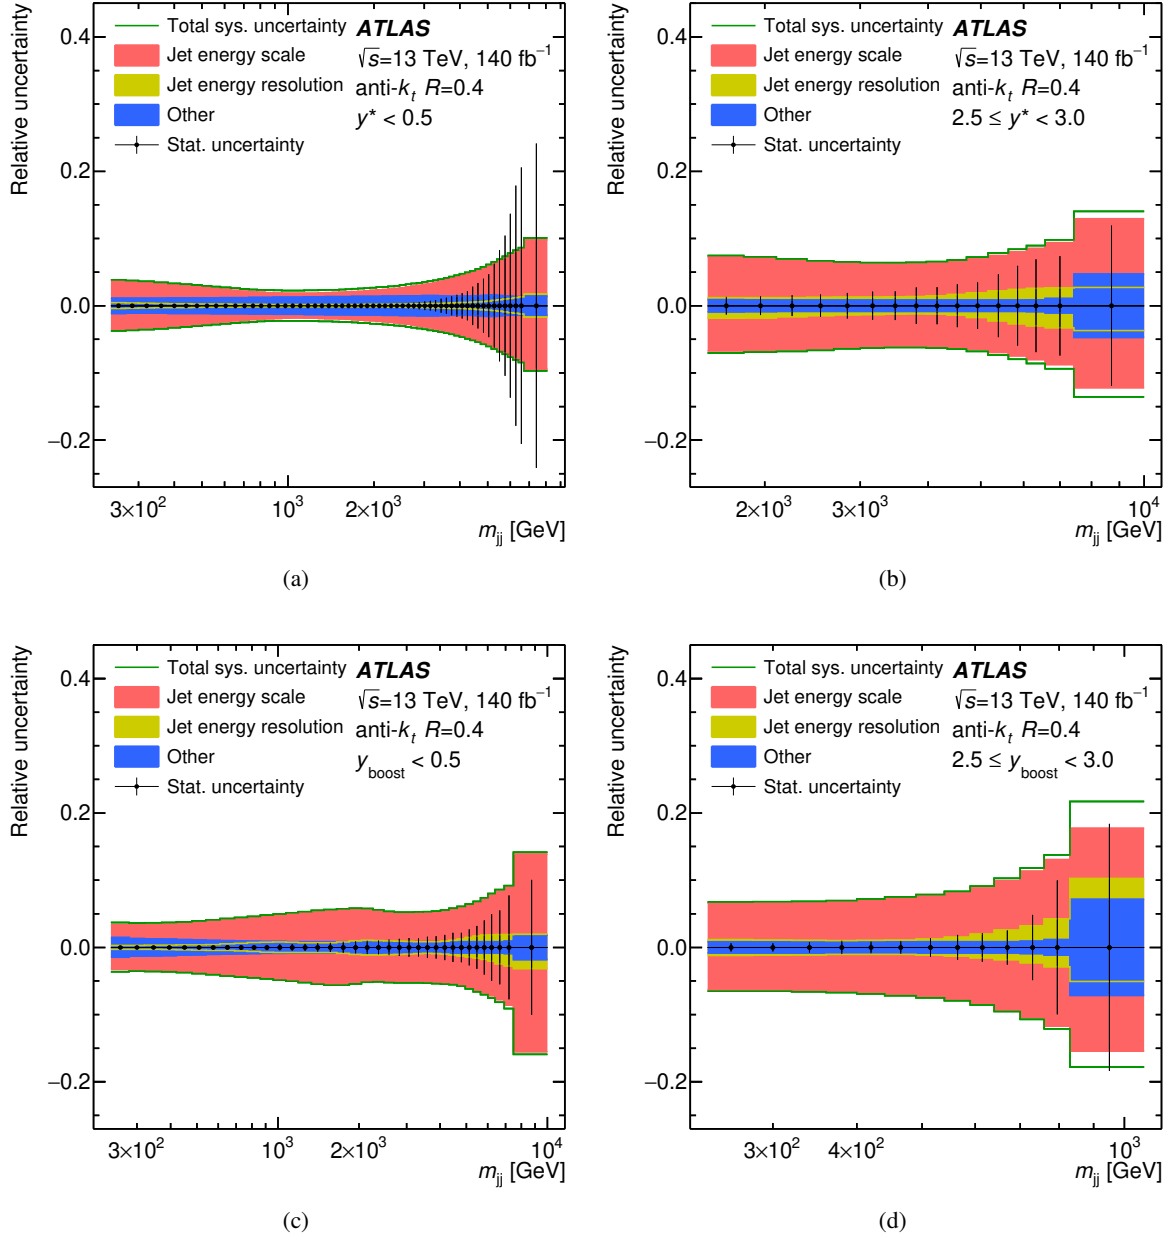 Relative uncertainty
0.4
0.2
0.0
−0.2
Total sys. uncertainty
Jet energy scale
Jet energy resolution
Other
Stat. uncertainty
ATLAS
√s=13 TeV, 140 fb⁻¹
anti-kₜ R=0.4
y* < 0.5
3×10² 10³ 2×10³
m_jj [GeV]
(a)
Relative uncertainty
0.4
0.2
0.0
−0.2
Total sys. uncertainty
Jet energy scale
Jet energy resolution
Other
Stat. uncertainty
ATLAS
√s=13 TeV, 140 fb⁻¹
anti-kₜ R=0.4
2.5 ≤ y* < 3.0
2×10³ 3×10³ 10⁴
m_jj [GeV]
(b)
Relative uncertainty
0.4
0.2
0.0
−0.2
Total sys. uncertainty
Jet energy scale
Jet energy resolution
Other
Stat. uncertainty
ATLAS
√s=13 TeV, 140 fb⁻¹
anti-kₜ R=0.4
y_boost < 0.5
3×10² 10³ 2×10³ 10⁴
m_jj [GeV]
(c)
Relative uncertainty
0.4
0.2
0.0
−0.2
Total sys. uncertainty
Jet energy scale
Jet energy resolution
Other
Stat. uncertainty
ATLAS
√s=13 TeV, 140 fb⁻¹
anti-kₜ R=0.4
2.5 ≤ y_boost < 3.0
3×10² 4×10² 10³
m_jj [GeV]
(d)